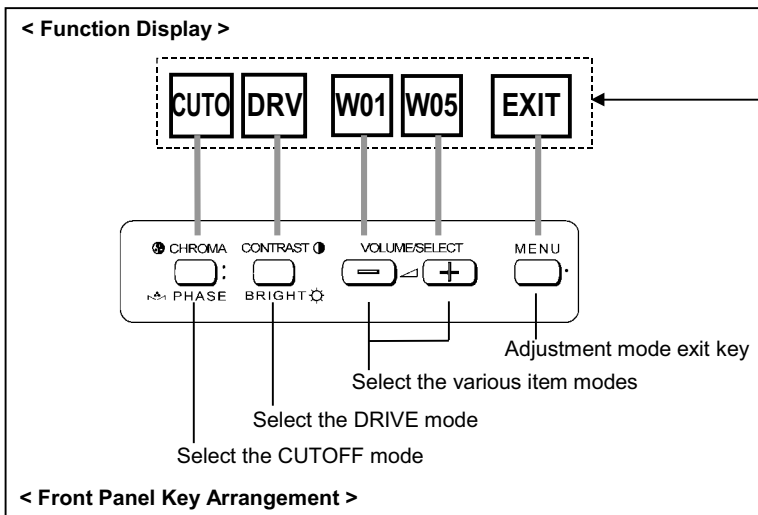 < Function Display >
CUTO DRV W01 W05 EXIT
CHROMA CONTRAST VOLUME/SELECT MENU
− +
PHASE BRIGHT
Adjustment mode exit key
Select the various item modes
Select the DRIVE mode
Select the CUTOFF mode
< Front Panel Key Arrangement >